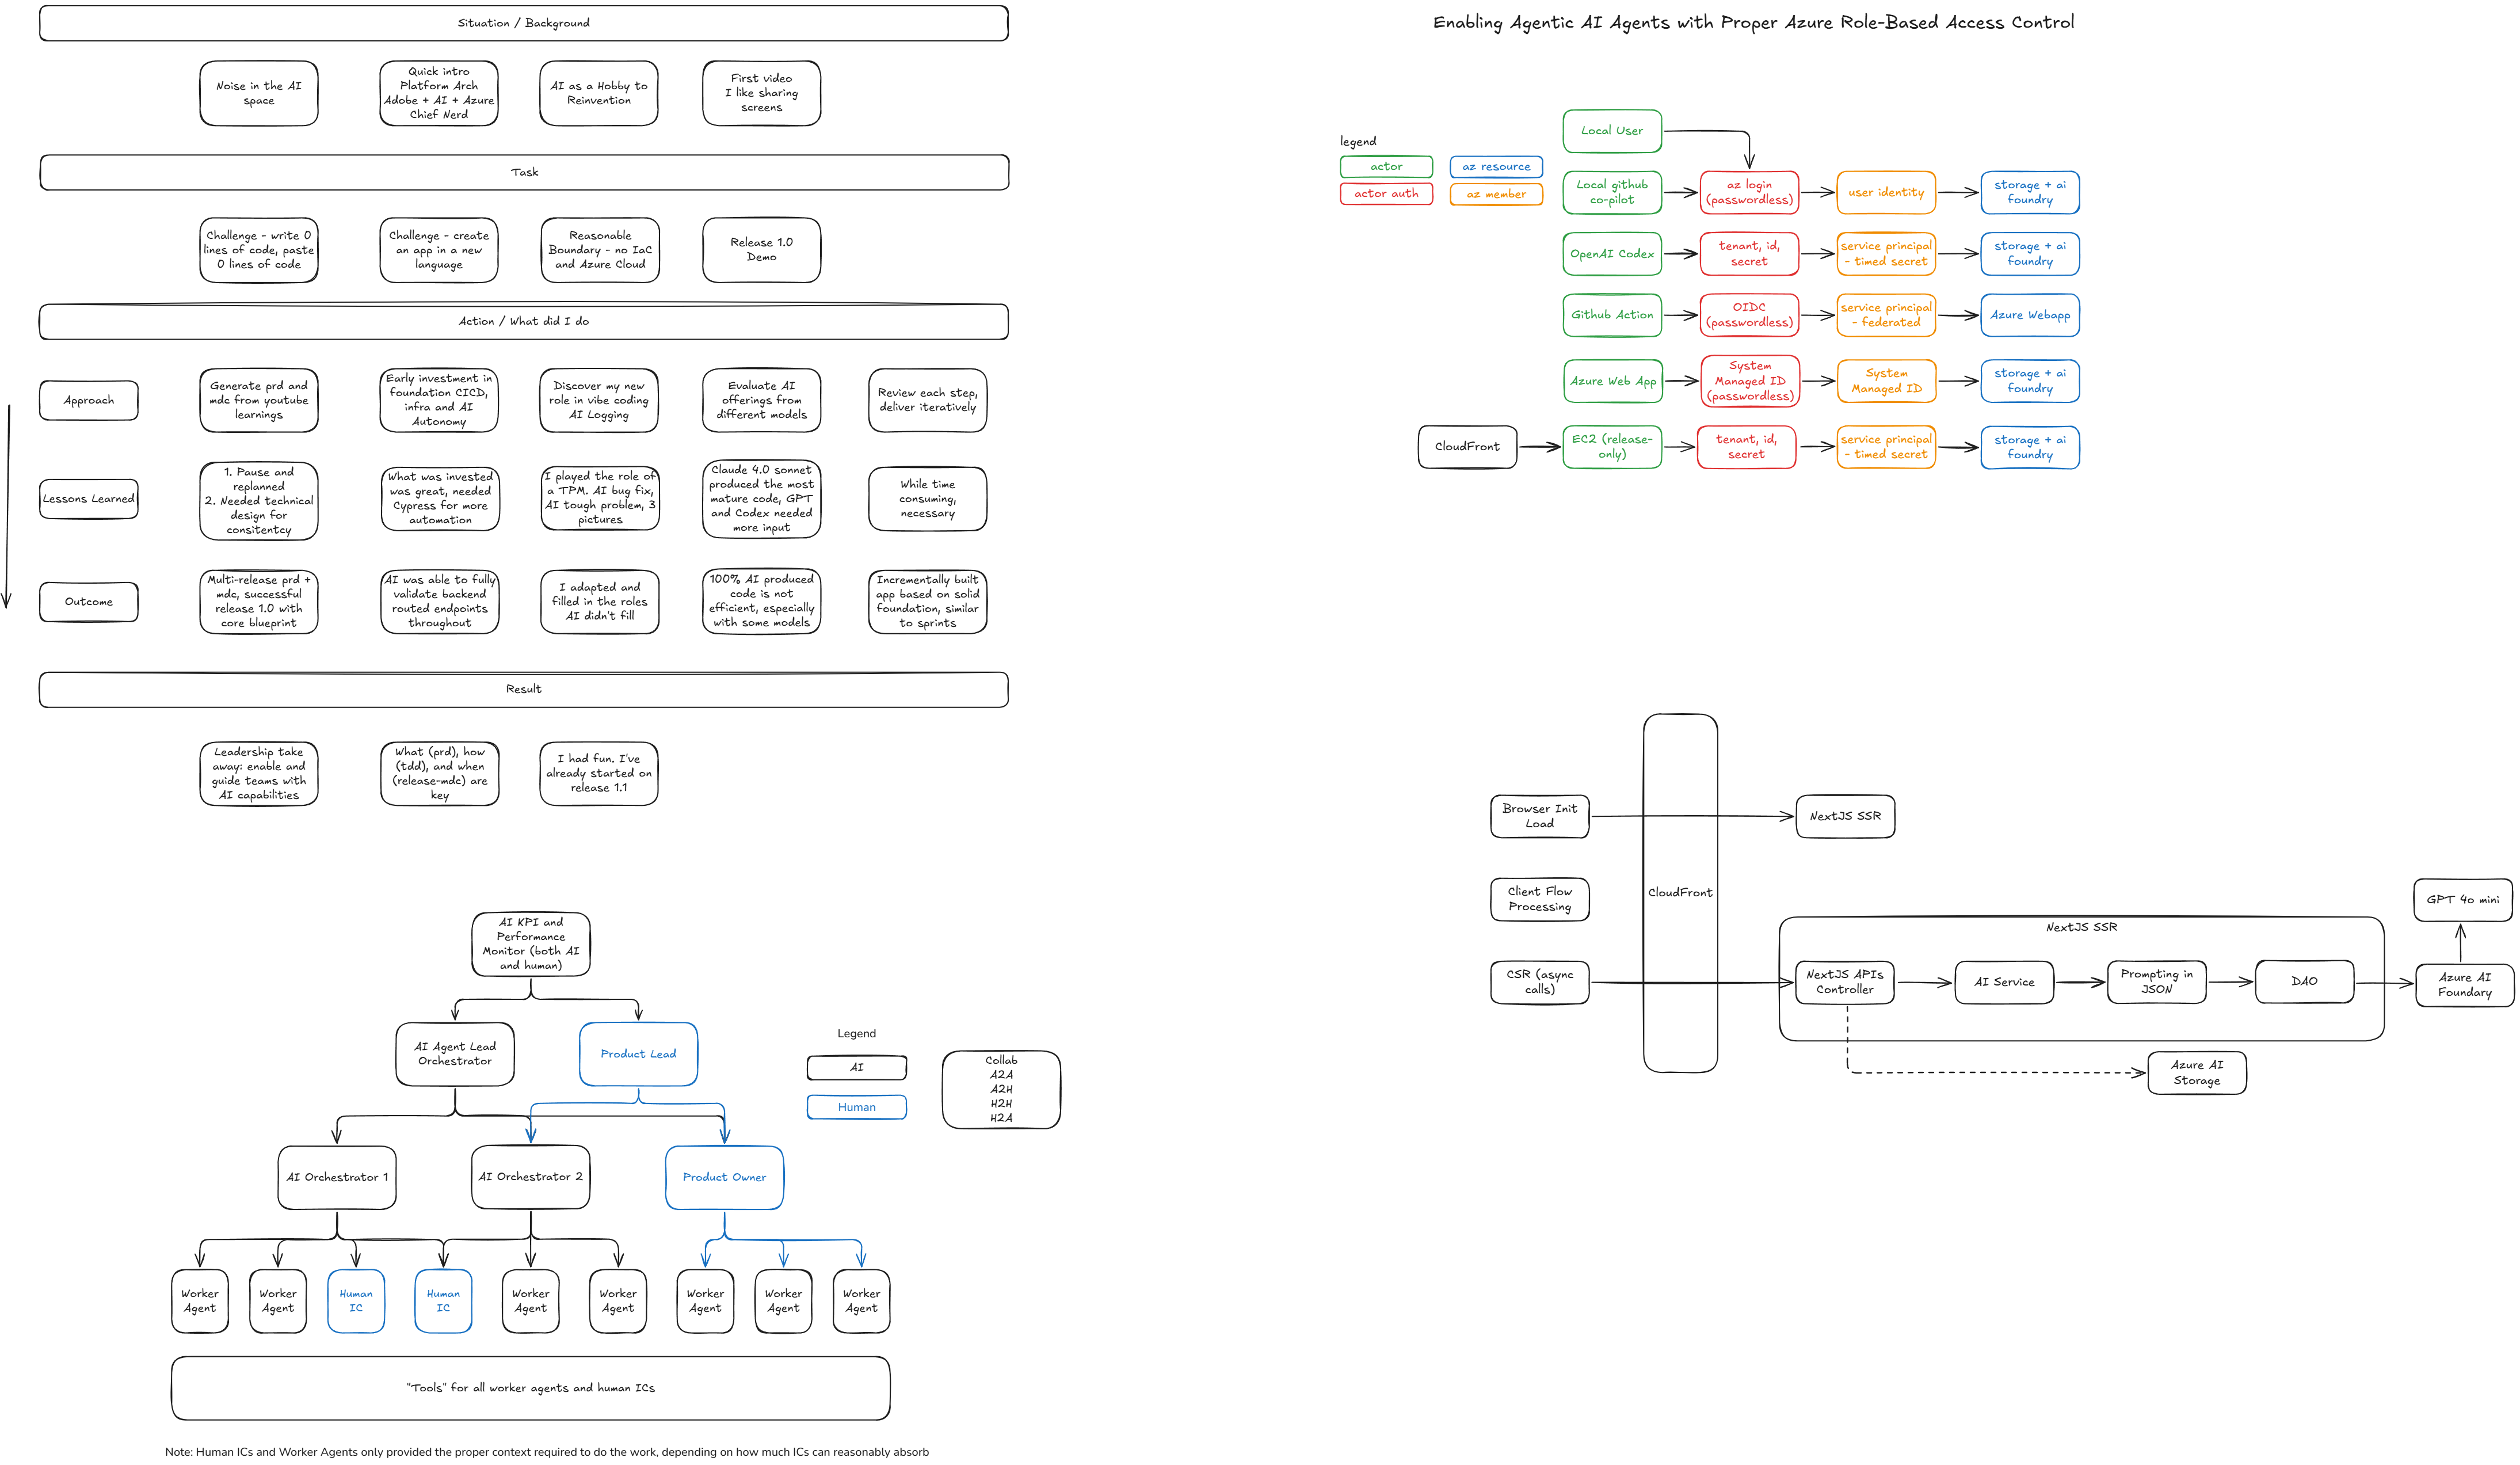 Situation / Background
Noise in the AI
space
Quick intro
Platform Arch
Adobe + AI + Azure
Chief Nerd
AI as a Hobby to
Reinvention
First video
I like sharing
screens
Task
Challenge - write 0
lines of code, paste
0 lines of code
Challenge - create
an app in a new
language
Reasonable
Boundary - no IaC
and Azure Cloud
Release 1.0
Demo
Action / What did I do
Approach
Generate prd and
mdc from youtube
learnings
Early investment in
foundation CICD,
infra and AI
Autonomy
Discover my new
role in vibe coding
AI Logging
Evaluate AI
offerings from
different models
Review each step,
deliver iteratively
Lessons Learned
1. Pause and
replanned
2. Needed technical
design for
consitentcy
What was invested
was great, needed
Cypress for more
automation
I played the role of
a TPM. AI bug fix,
AI tough problem, 3
pictures
Claude 4.0 sonnet
produced the most
mature code, GPT
and Codex needed
more input
While time
consuming,
necessary
Outcome
Multi-release prd +
mdc, successful
release 1.0 with
core blueprint
AI was able to fully
validate backend
routed endpoints
throughout
I adapted and
filled in the roles
AI didn't fill
100% AI produced
code is not
efficient, especially
with some models
Incrementally built
app based on solid
foundation, similar
to sprints
Result
Leadership take
away: enable and
guide teams with
AI capabilities
What (prd), how
(tdd), and when
(release-mdc) are
key
I had fun. I've
already started on
release 1.1
AI KPI and
Performance
Monitor (both AI
and human)
AI Agent Lead
Orchestrator
Product Lead
Legend
AI
Human
Collab
A2A
A2H
H2H
H2A
AI Orchestrator 1
AI Orchestrator 2
Product Owner
Worker
Agent
Worker
Agent
Human
IC
Human
IC
Worker
Agent
Worker
Agent
Worker
Agent
Worker
Agent
Worker
Agent
"Tools" for all worker agents and human ICs
Note: Human ICs and Worker Agents only provided the proper context required to do the work, depending on how much ICs can reasonably absorb
Enabling Agentic AI Agents with Proper Azure Role-Based Access Control
legend
actor
az resource
actor auth
az member
Local User
Local github
co-pilot
az login
(passwordless)
user identity
storage + ai
foundry
OpenAI Codex
tenant, id,
secret
service principal
- timed secret
storage + ai
foundry
Github Action
OIDC
(passwordless)
service principal
- federated
Azure Webapp
Azure Web App
System
Managed ID
(passwordless)
System
Managed ID
storage + ai
foundry
CloudFront
EC2 (release-
only)
tenant, id,
secret
service principal
- timed secret
storage + ai
foundry
Browser Init
Load
NextJS SSR
Client Flow
Processing
CloudFront
GPT 4o mini
NextJS SSR
CSR (async
calls)
NextJS APIs
Controller
AI Service
Prompting in
JSON
DAO
Azure AI
Foundary
Azure AI
Storage